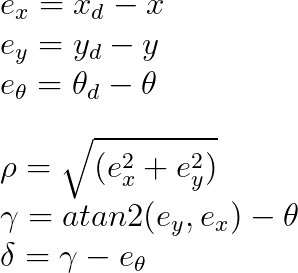 e_x = x_d − x
e_y = y_d − y
e_θ = θ_d − θ
ρ = √(e_x^2 + e_y^2)
γ = atan2(e_y, e_x) − θ
δ = γ − e_θ